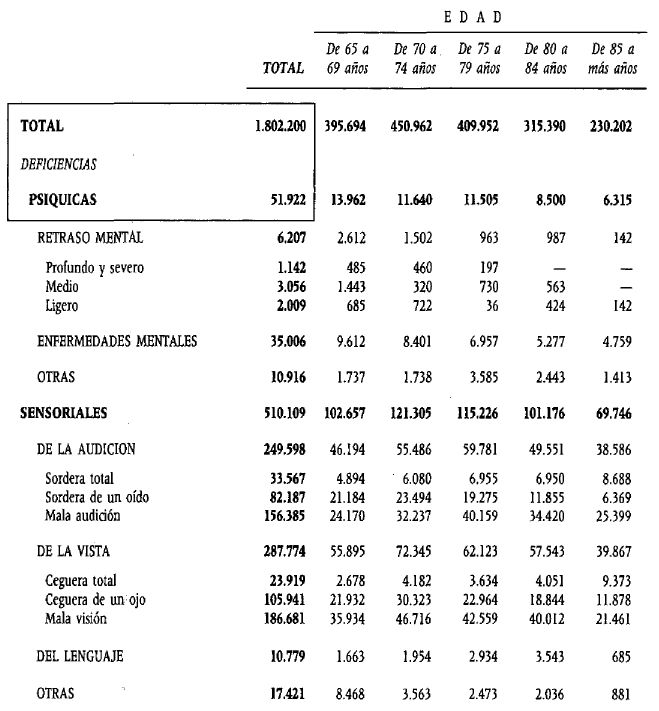 E D A D
De 65 a De 70 a De 75 a De 80 a De 85 a
TOTAL 69 años 74 años 79 años 84 años más años
TOTAL 1.802.200 395.694 450.962 409.952 315.390 230.202
DEFICIENCIAS
PSIQUICAS 51.922 13.962 11.640 11.505 8.500 6.315
RETRASO MENTAL 6.207 2.612 1.502 963 987 142
Profundo y severo 1.142 485 460 197 — —
Medio 3.056 1.443 320 730 563 —
Ligero 2.009 685 722 36 424 142
ENFERMEDADES MENTALES 35.006 9.612 8.401 6.957 5.277 4.759
OTRAS 10.916 1.737 1.738 3.585 2.443 1.413
SENSORIALES 510.109 102.657 121.305 115.226 101.176 69.746
DE LA AUDICION 249.598 46.194 55.486 59.781 49.551 38.586
Sordera total 33.567 4.894 6.080 6.955 6.950 8.688
Sordera de un oído 82.187 21.184 23.494 19.275 11.855 6.369
Mala audición 156.385 24.170 32.237 40.159 34.420 25.399
DE LA VISTA 287.774 55.895 72.345 62.123 57.543 39.867
Ceguera total 23.919 2.678 4.182 3.634 4.051 9.373
Ceguera de un ojo 105.941 21.932 30.323 22.964 18.844 11.878
Mala visión 186.681 35.934 46.716 42.559 40.012 21.461
DEL LENGUAJE 10.779 1.663 1.954 2.934 3.543 685
OTRAS 17.421 8.468 3.563 2.473 2.036 881